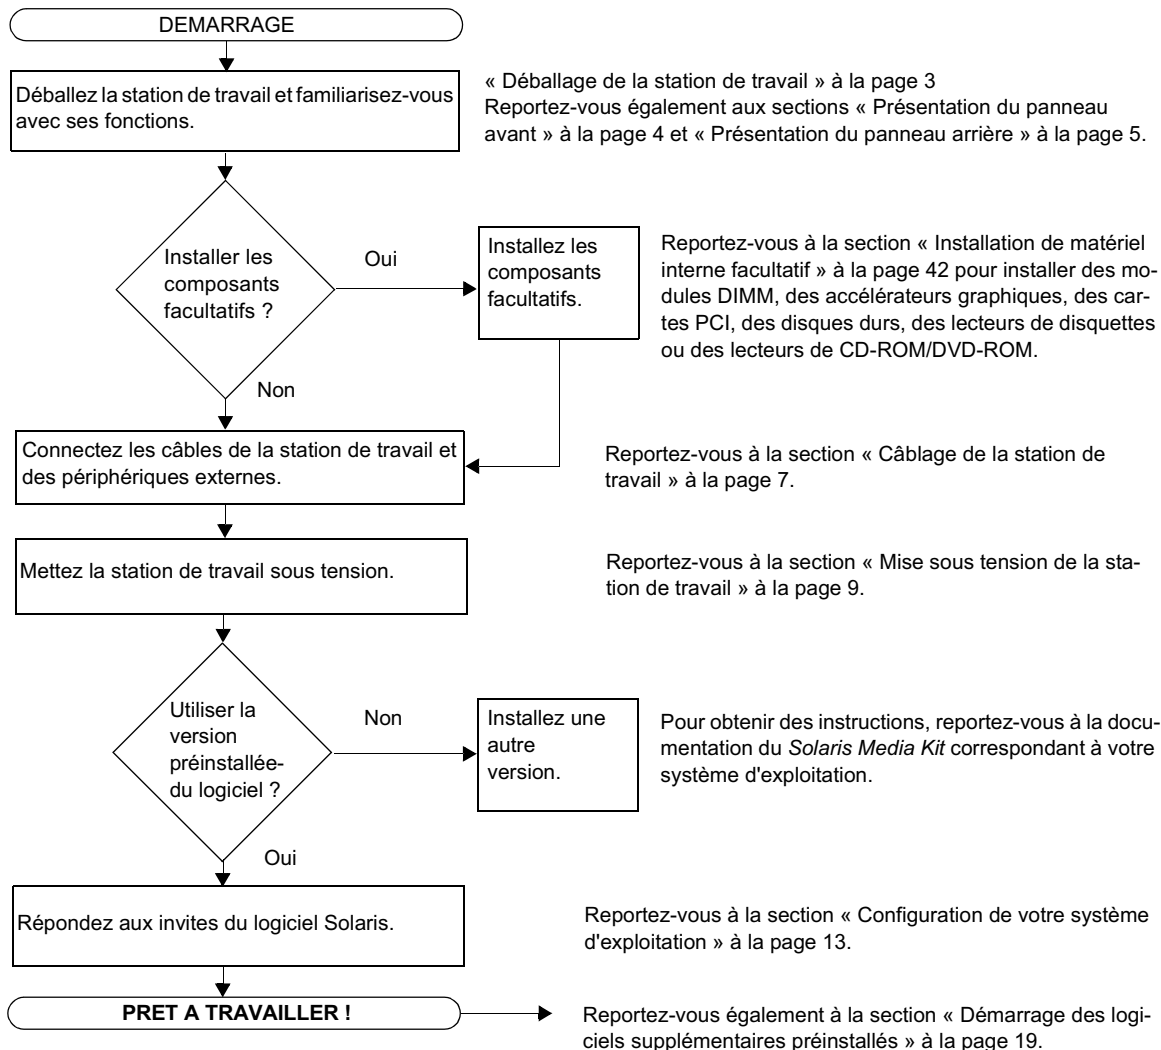 DEMARRAGE
Déballez la station de travail et familiarisez-vous
avec ses fonctions.
« Déballage de la station de travail » à la page 3
Reportez-vous également aux sections « Présentation du panneau
avant » à la page 4 et « Présentation du panneau arrière » à la page 5.
Installer les
composants
facultatifs ?
Oui
Installez les
composants
facultatifs.
Reportez-vous à la section « Installation de matériel
interne facultatif » à la page 42 pour installer des mo-
dules DIMM, des accélérateurs graphiques, des car-
tes PCI, des disques durs, des lecteurs de disquettes
ou des lecteurs de CD-ROM/DVD-ROM.
Non
Connectez les câbles de la station de travail et
des périphériques externes.
Reportez-vous à la section « Câblage de la station de
travail » à la page 7.
Mettez la station de travail sous tension.
Reportez-vous à la section « Mise sous tension de la sta-
tion de travail » à la page 9.
Utiliser la
version
préinstallée-
du logiciel ?
Non
Installez une
autre
version.
Pour obtenir des instructions, reportez-vous à la docu-
mentation du Solaris Media Kit correspondant à votre
système d'exploitation.
Oui
Répondez aux invites du logiciel Solaris.
Reportez-vous à la section « Configuration de votre système
d'exploitation » à la page 13.
PRET A TRAVAILLER !
Reportez-vous également à la section « Démarrage des logi-
ciels supplémentaires préinstallés » à la page 19.